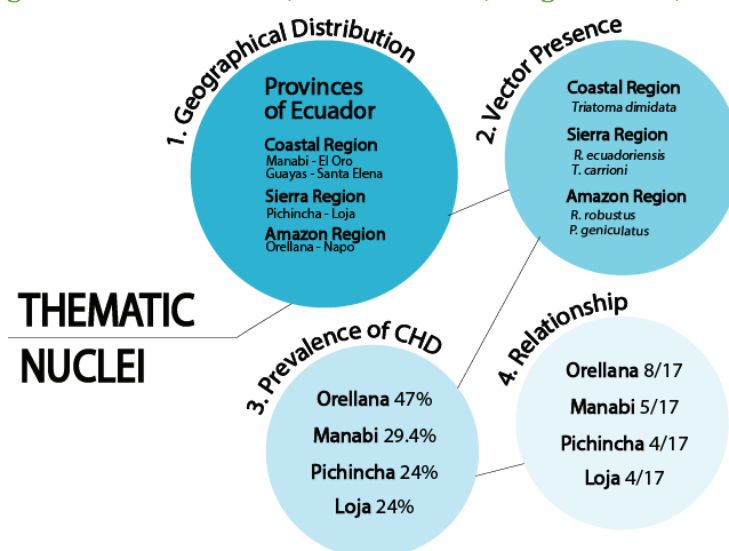 1. Geographical Distribution
Provinces
of Ecuador
Coastal Region
Manabi - El Oro
Guayas - Santa Elena
Sierra Region
Pichincha - Loja
Amazon Region
Orellana - Napo
2. Vector Presence
Coastal Region
Triatoma dimidata
Sierra Region
R. ecuadoriensis
T. carrioni
Amazon Region
R. robustus
P. geniculatus
THEMATIC
NUCLEI
3. Prevalence of CHD
Orellana 47%
Manabi 29.4%
Pichincha 24%
Loja 24%
4. Relationship
Orellana 8/17
Manabi 5/17
Pichincha 4/17
Loja 4/17